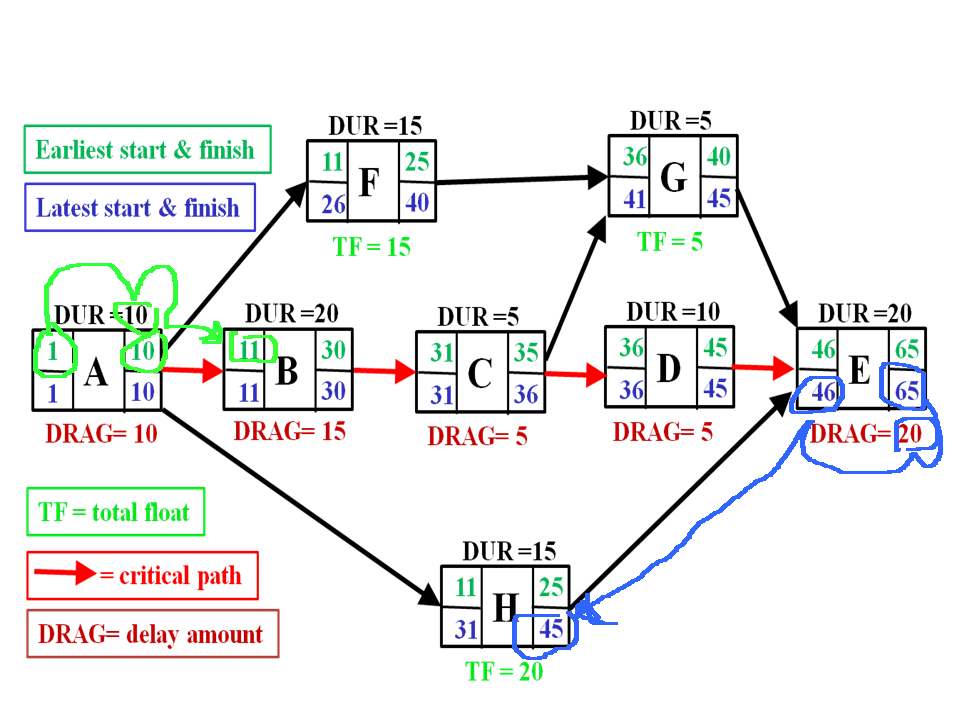 DUR =15
11 F 25
26 40
TF = 15
DUR =5
36 G 40
41 45
TF = 5
Earliest start & finish
Latest start & finish
DUR =10
1 A 10
1 10
DRAG= 10
DUR =20
11 B 30
11 30
DRAG= 15
DUR =5
31 C 35
31 36
DRAG= 5
DUR =10
36 D 45
36 45
DRAG= 5
DUR =20
46 E 65
46 65
DRAG= 20
TF = total float
= critical path
DRAG= delay amount
DUR =15
11 H 25
31 45
TF = 20